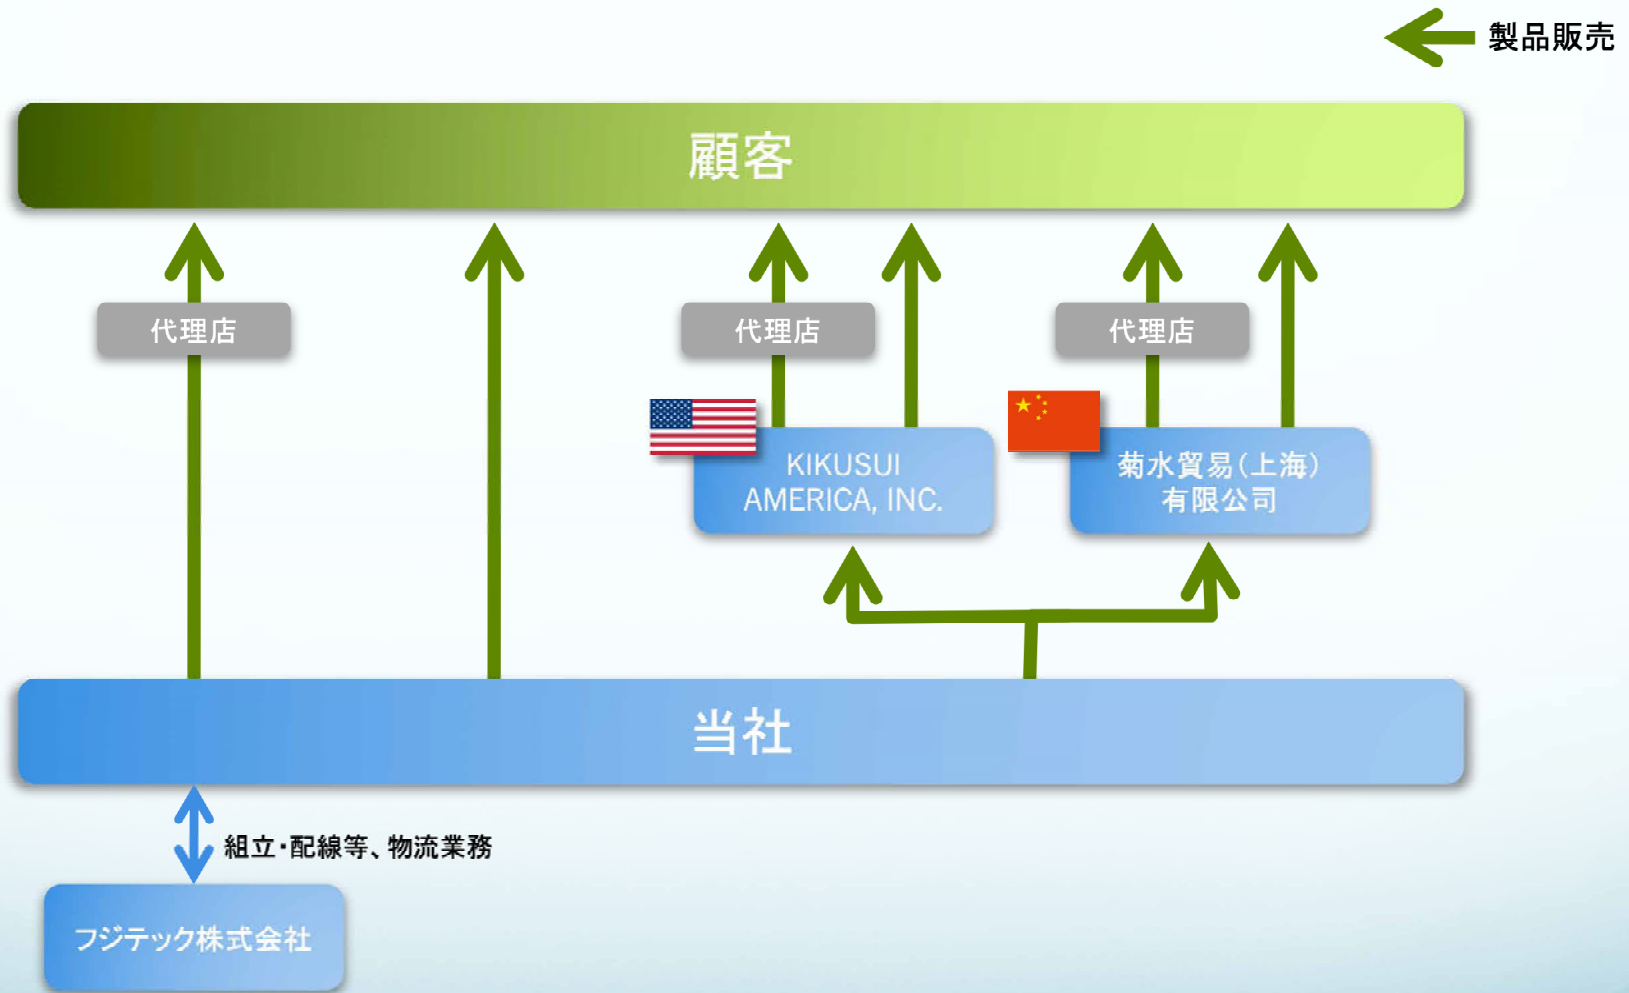 製品販売
顧客
代理店
代理店
代理店
KIKUSUI
AMERICA, INC.
菊水貿易(上海)
有限公司
当社
組立・配線等、物流業務
フジテック株式会社